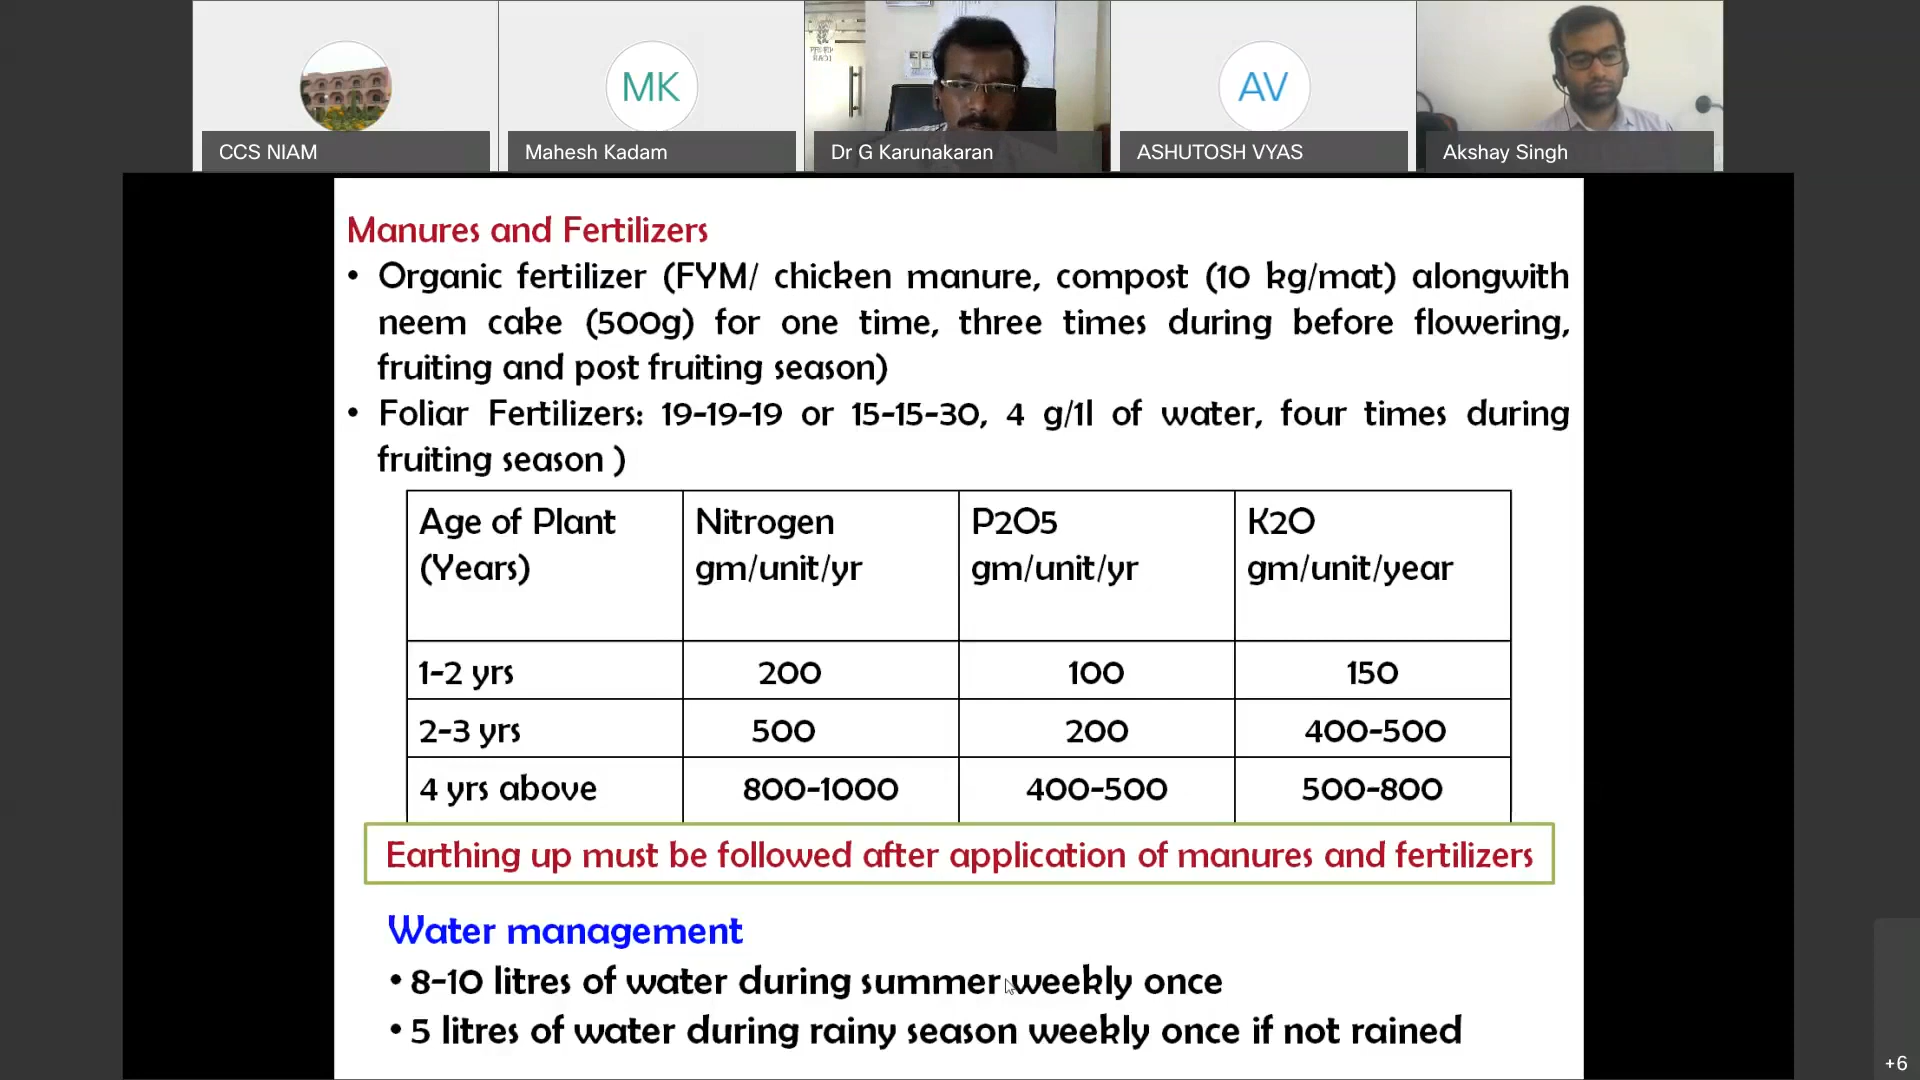 MK
AV
CCS NIAM
Mahesh Kadam
Dr G Karunakaran
ASHUTOSH VYAS
Akshay Singh
Manures and Fertilizers
• Organic fertilizer (FYM/ chicken manure, compost (10 kg/mat) alongwith
neem cake (500g) for one time, three times during before flowering,
fruiting and post fruiting season)
• Foliar Fertilizers: 19-19-19 or 15-15-30, 4 g/1l of water, four times during
fruiting season )
Age of Plant (Years) Nitrogen gm/unit/yr P2O5 gm/unit/yr K2O gm/unit/year
1-2 yrs 200 100 150
2-3 yrs 500 200 400-500
4 yrs above 800-1000 400-500 500-800
Earthing up must be followed after application of manures and fertilizers
Water management
• 8-10 litres of water during summer weekly once
• 5 litres of water during rainy season weekly once if not rained
+6